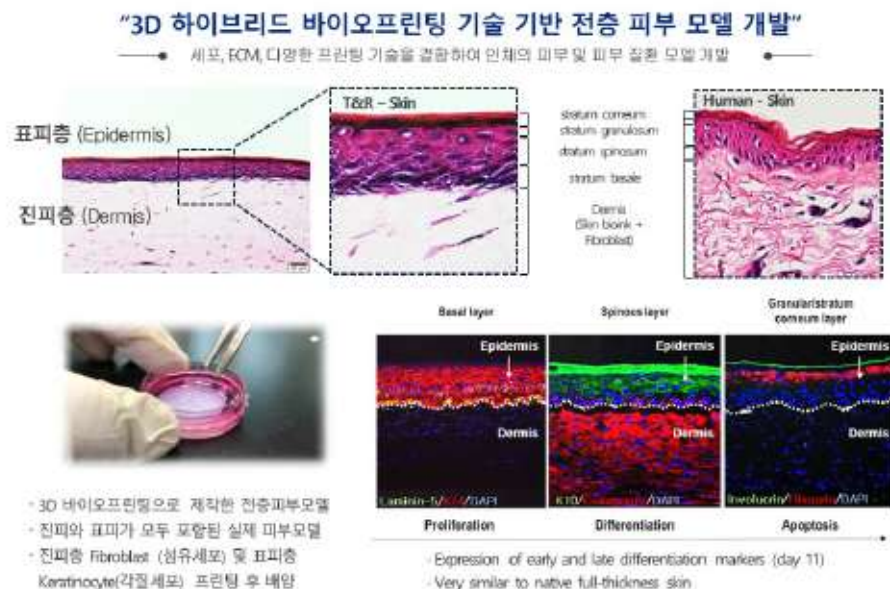 “3D 하이브리드 바이오프린팅 기술 기반 전층 피부 모델 개발”
세포, ECM, 다양한 프린팅 기술을 결합하여 인체의 피부 및 피부 질환 모델 개발
표피층 (Epidermis)
진피층 (Dermis)
T&R – Skin
stratum corneum
stratum granulosum
stratum spinosum
stratum basale
Dermis
(Skin bioink +
Fibroblast)
Human – Skin
Basal layer
Spinous layer
Granular/stratum
corneum layer
Epidermis
Dermis
Laminin-5/K14/DAPI
Epidermis
Dermis
K10/
/DAPI
Epidermis
Dermis
Involucrin/Filaggrin/DAPI
Proliferation
Differentiation
Apoptosis
· 3D 바이오프린팅으로 제작한 전층피부모델
· 진피와 표피가 모두 포함된 실제 피부모델
· 진피층 Fibroblast (섬유세포) 및 표피층
Keratinocyte(각질세포) 프린팅 후 배양
· Expression of early and late differentiation markers (day 11)
· Very similar to native full-thickness skin